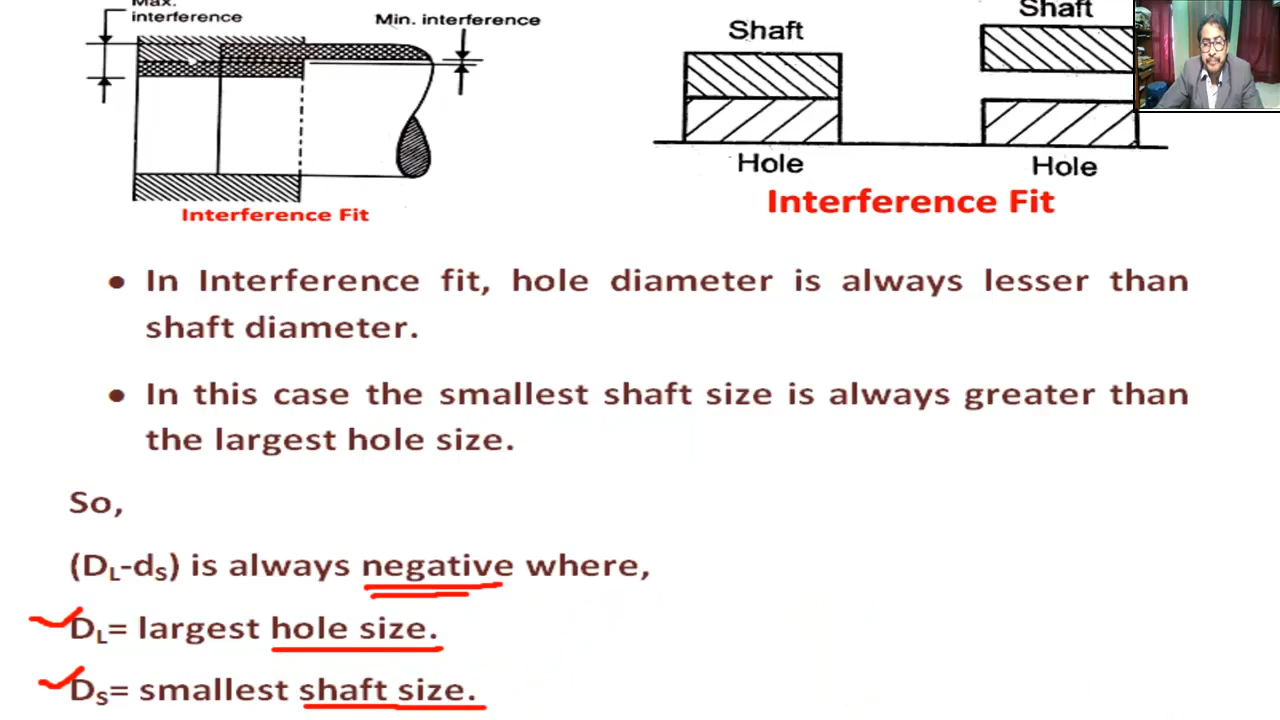 Max.
interference
Min. interference
Shaft
Shaft
Hole
Hole
Interference Fit
Interference Fit
• In Interference fit, hole diameter is always lesser than
shaft diameter.
• In this case the smallest shaft size is always greater than
the largest hole size.
So,
(DL-dS) is always negative where,
DL= largest hole size.
DS= smallest shaft size.